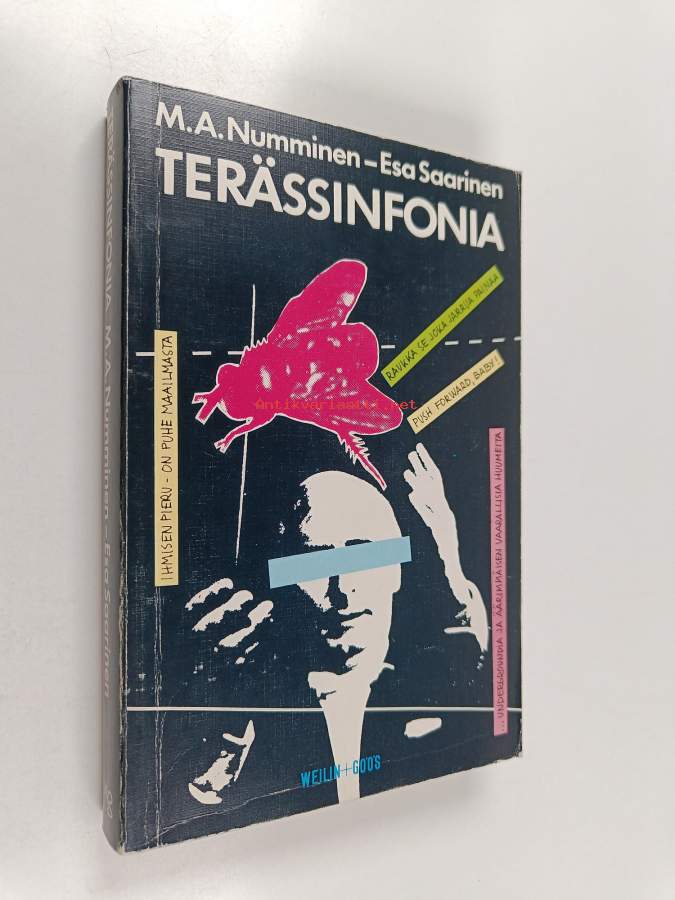 M.A. Numminen – Esa Saarinen
TERÄSSINFONIA
RAUKKA SE JOKA JARRUA PAINAA
PUSH FORWARD, BABY!
IHMISEN PIERU - ON PUHE MAAILMASTA
...UNDERGROUNDIA JA ÄÄRIMMÄISEN VAARALLISIA HUUMEITA
Antikvariaatti.net
WEILIN+GÖÖS
TERÄSSINFONIA M.A. Numminen – Esa Saarinen